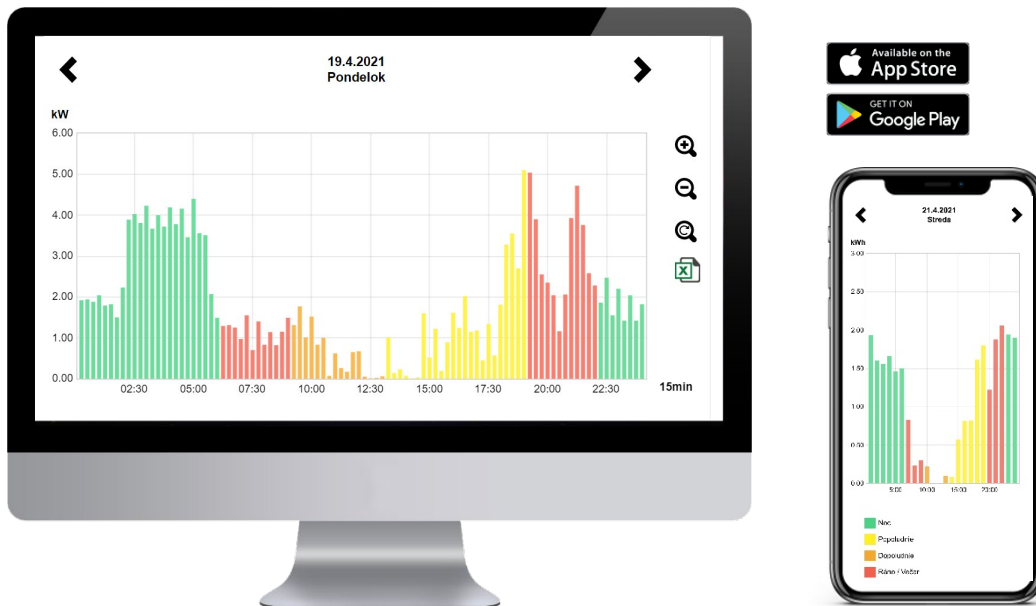 19.4.2021
Pondelok
kW
6.00
5.00
4.00
3.00
2.00
1.00
0.00
02:30 05:00 07:30 10:00 12:30 15:00 17:30 20:00 22:30
15min
Available on the
App Store
GET IT ON
Google Play
21.4.2021
Streda
kWh
3.00
2.50
2.00
1.50
1.00
0.50
0.00
5:00 10:00 15:00 20:00
Noc
Popoludnie
Dopoludnie
Ráno / Večer